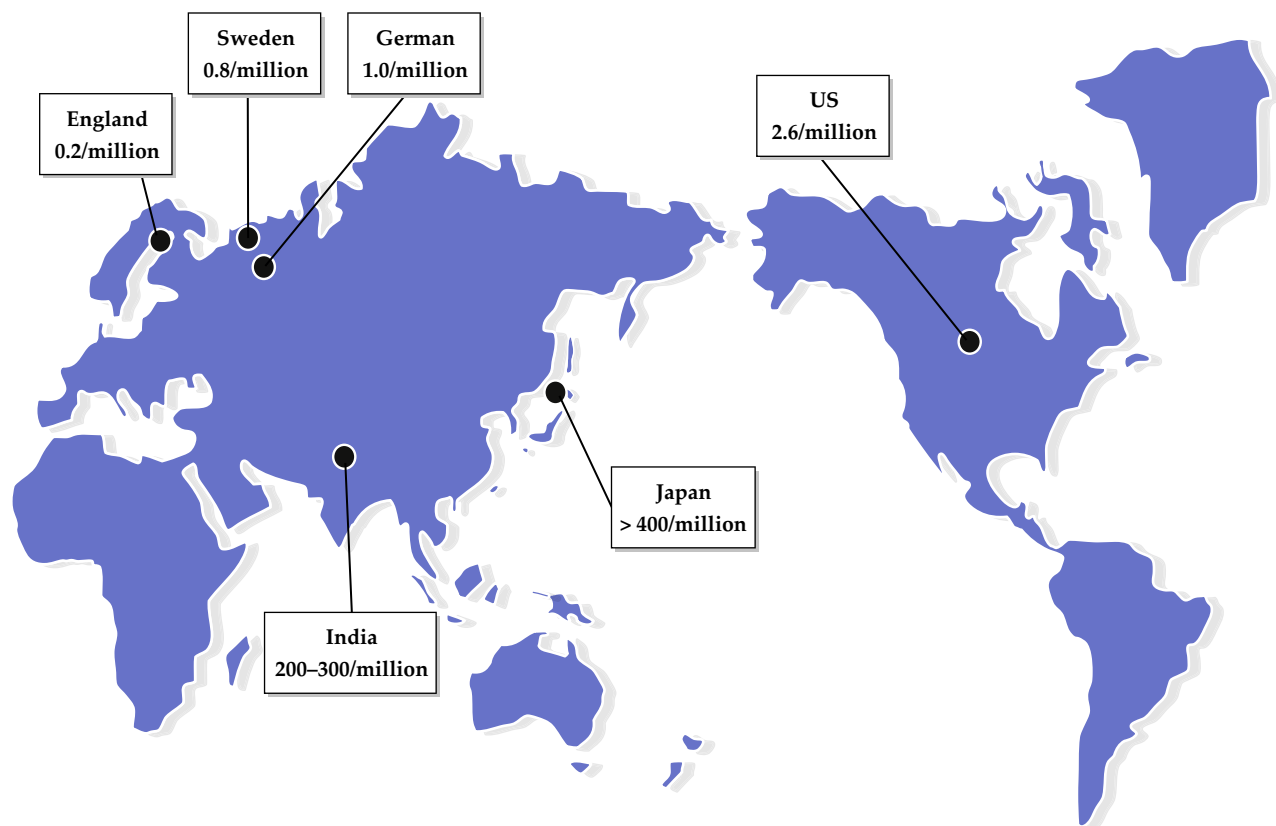 Sweden
0.8/million
German
1.0/million
England
0.2/million
US
2.6/million
Japan
> 400/million
India
200–300/million